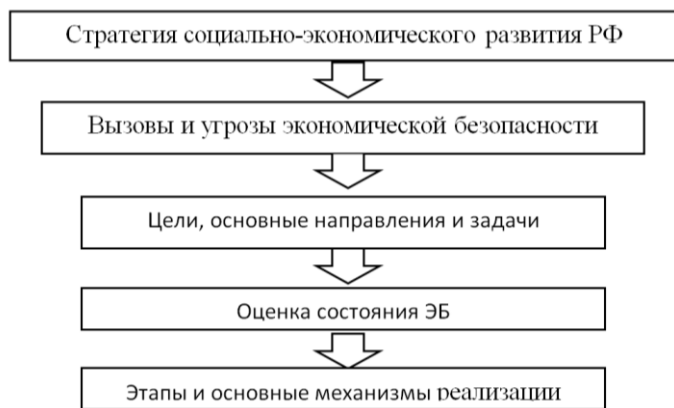 Стратегия социально-экономического развития РФ
Вызовы и угрозы экономической безопасности
Цели, основные направления и задачи
Оценка состояния ЭБ
Этапы и основные механизмы реализации